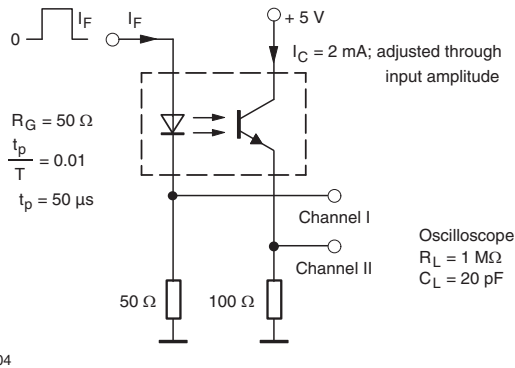 0
I_F
I_F
+ 5 V
I_C = 2 mA; adjusted through
input amplitude
R_G = 50 Ω
t_p
T
= 0.01
t_p = 50 μs
Channel I
Channel II
50 Ω
100 Ω
Oscilloscope
R_L = 1 MΩ
C_L = 20 pF
04